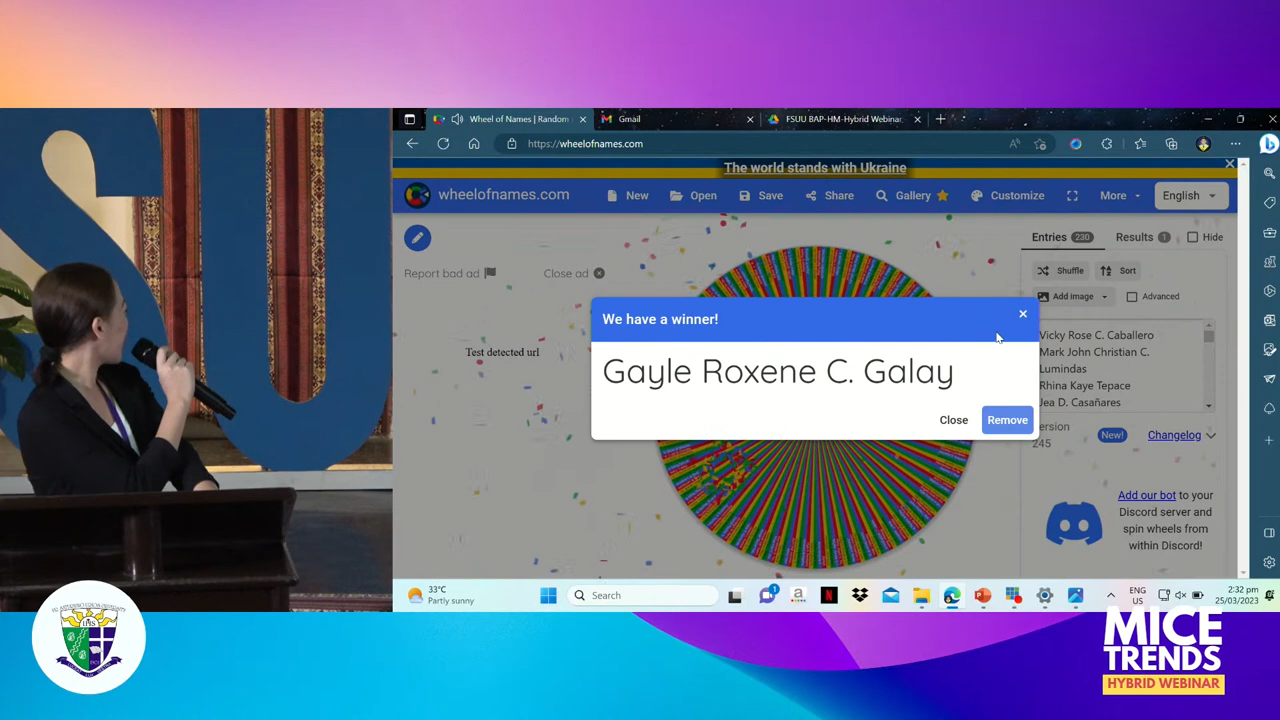 SU
Wheel of Names | Random
Gmail
FSUU BAP-HM-Hybrid Webinar
https://wheelofnames.com
The world stands with Ukraine
wheelofnames.com
New
Open
Save
Share
Gallery
Customize
More
English
Report bad ad
Close ad
Test detected url
Entries 230
Results 1
Hide
Shuffle
Sort
Add image
Advanced
Vicky Rose C. Caballero
Mark John Christian C.
Lumindas
Rhina Kaye Tepace
Jea D. Casañares
We have a winner!
Gayle Roxene C. Galay
Close
Remove
Version
245
New!
Changelog
Add our bot to your
Discord server and
spin wheels from
within Discord!
33°C
Partly sunny
Search
1
ENG
US
2:32 pm
25/03/2023
MICE
TRENDS
HYBRID WEBINAR